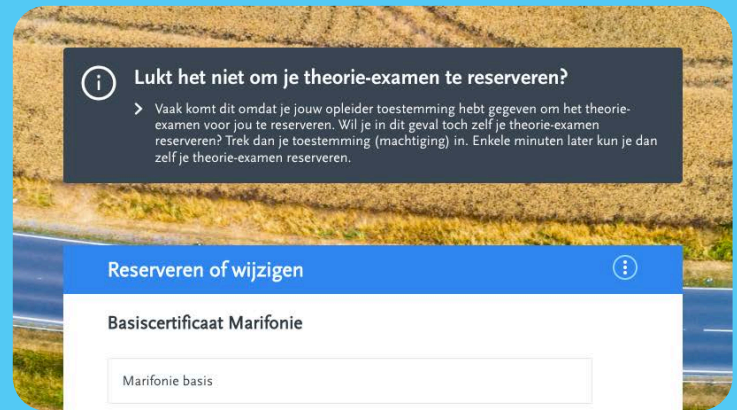 Lukt het niet om je theorie-examen te reserveren?
Vaak komt dit omdat je jouw opleider toestemming hebt gegeven om het theorie-
examen voor jou te reserveren. Wil je in dit geval toch zelf je theorie-examen
reserveren? Trek dan je toestemming (machtiging) in. Enkele minuten later kun je dan
zelf je theorie-examen reserveren.
Reserveren of wijzigen
Basiscertificaat Marifonie
Marifonie basis